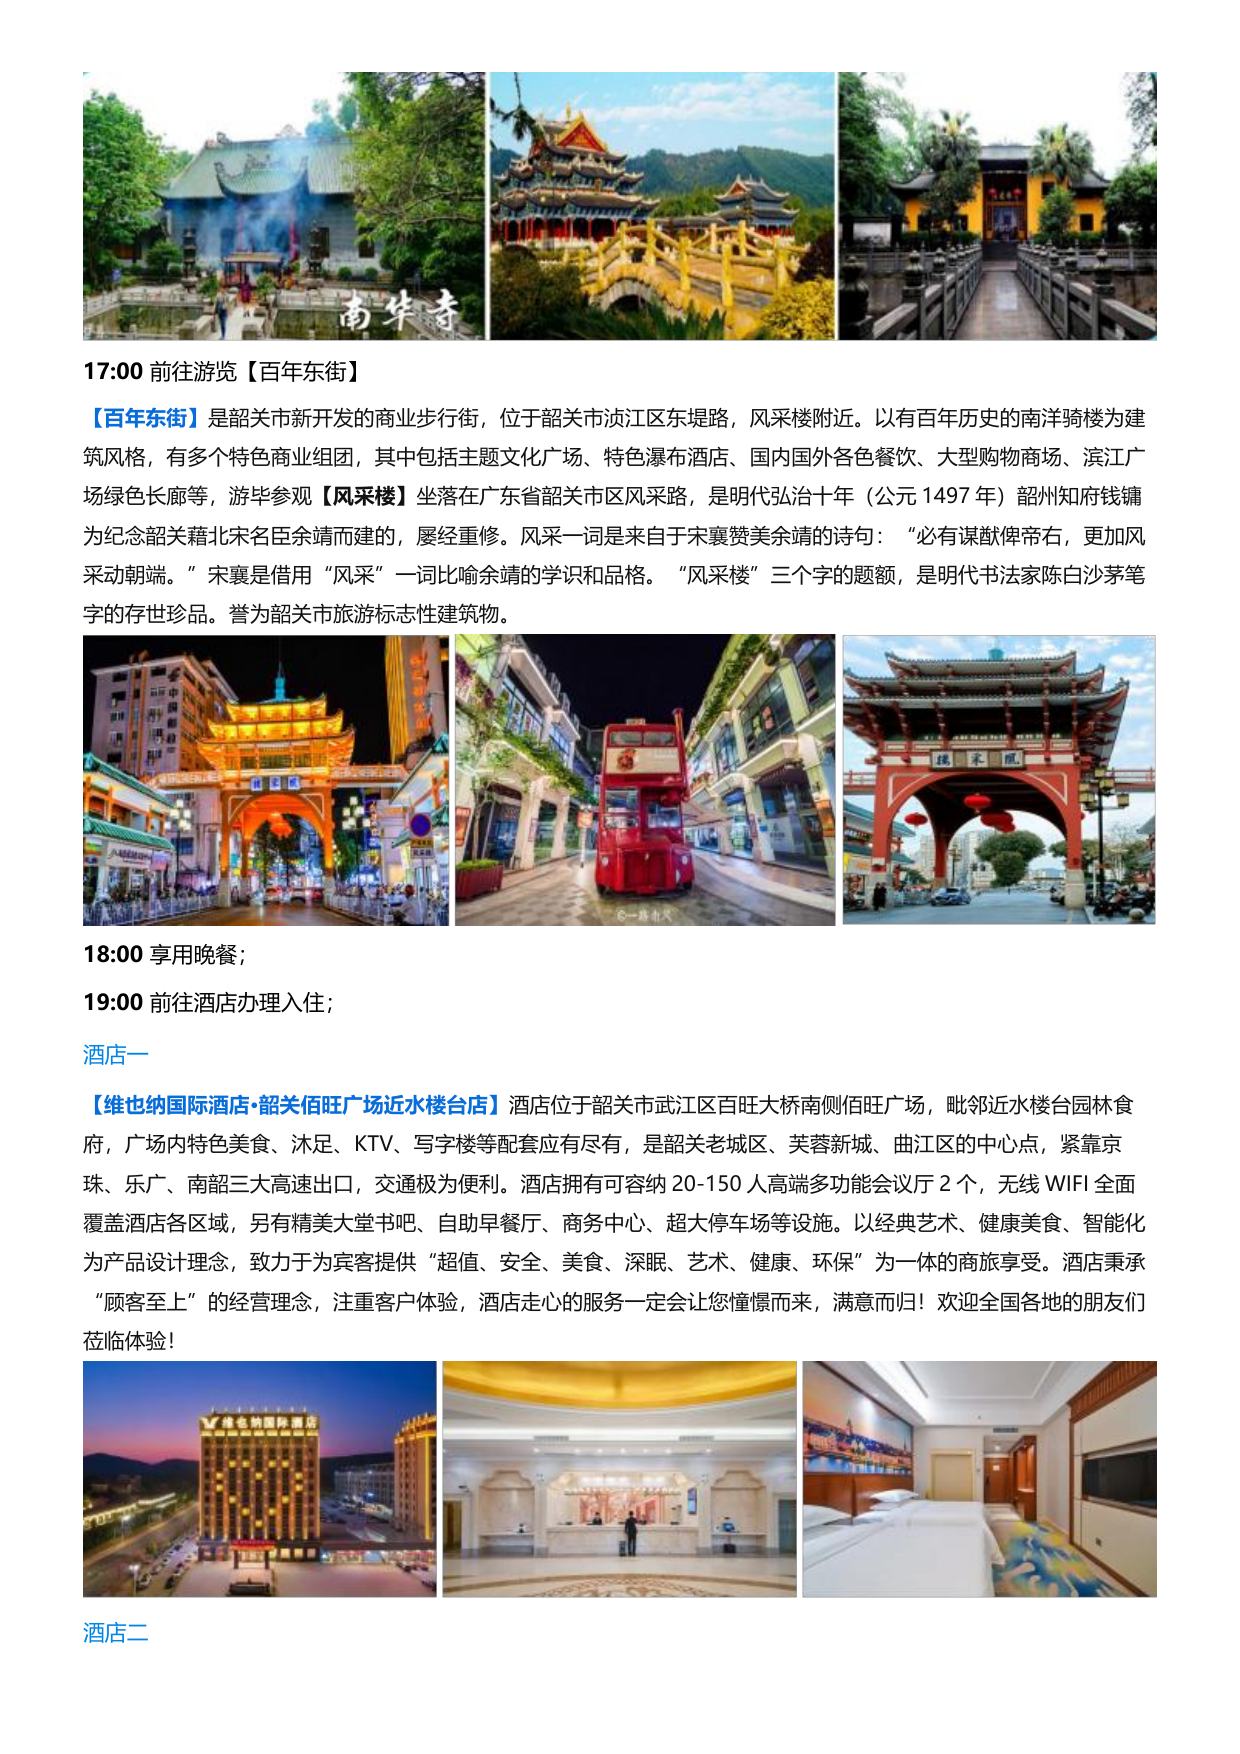 南华寺
17:00 前往游览【百年东街】
【百年东街】是韶关市新开发的商业步行街，位于韶关市浈江区东堤路，风采楼附近。以有百年历史的南洋骑楼为建
筑风格，有多个特色商业组团，其中包括主题文化广场、特色瀑布酒店、国内国外各色餐饮、大型购物商场、滨江广
场绿色长廊等，游毕参观【风采楼】坐落在广东省韶关市区风采路，是明代弘治十年（公元 1497 年）韶州知府钱镛
为纪念韶关藉北宋名臣余靖而建的，屡经重修。风采一词是来自于宋襄赞美余靖的诗句：“必有谋猷俾帝右，更加风
采动朝端。”宋襄是借用“风采”一词比喻余靖的学识和品格。“风采楼”三个字的题额，是明代书法家陈白沙茅笔
字的存世珍品。誉为韶关市旅游标志性建筑物。
楼采風
楼采風
©一路南风
18:00 享用晚餐；
19:00 前往酒店办理入住；
酒店一
【维也纳国际酒店·韶关佰旺广场近水楼台店】酒店位于韶关市武江区百旺大桥南侧佰旺广场，毗邻近水楼台园林食
府，广场内特色美食、沐足、KTV、写字楼等配套应有尽有，是韶关老城区、芙蓉新城、曲江区的中心点，紧靠京
珠、乐广、南韶三大高速出口，交通极为便利。酒店拥有可容纳 20-150 人高端多功能会议厅 2 个，无线 WIFI 全面
覆盖酒店各区域，另有精美大堂书吧、自助早餐厅、商务中心、超大停车场等设施。以经典艺术、健康美食、智能化
为产品设计理念，致力于为宾客提供“超值、安全、美食、深眠、艺术、健康、环保”为一体的商旅享受。酒店秉承
“顾客至上”的经营理念，注重客户体验，酒店走心的服务一定会让您憧憬而来，满意而归！欢迎全国各地的朋友们
莅临体验！
维也纳国际酒店
酒店二